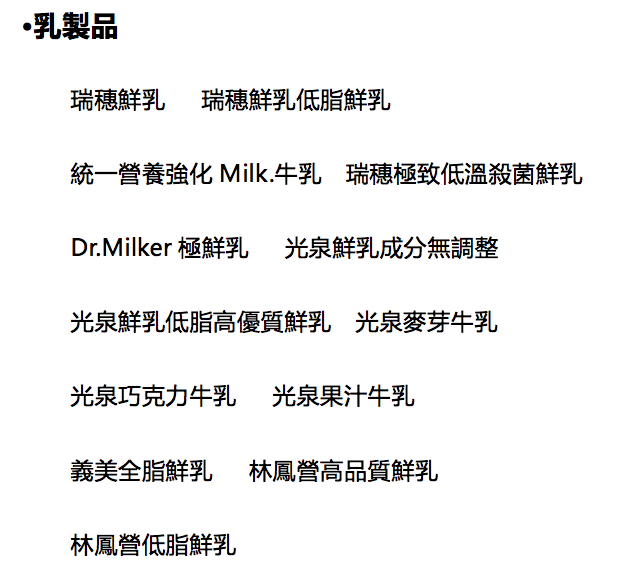 •乳製品
瑞穗鮮乳 瑞穗鮮乳低脂鮮乳
統一營養強化 Milk.牛乳 瑞穗極致低溫殺菌鮮乳
Dr.Milker 極鮮乳 光泉鮮乳成分無調整
光泉鮮乳低脂高優質鮮乳 光泉麥芽牛乳
光泉巧克力牛乳 光泉果汁牛乳
義美全脂鮮乳 林鳳營高品質鮮乳
林鳳營低脂鮮乳